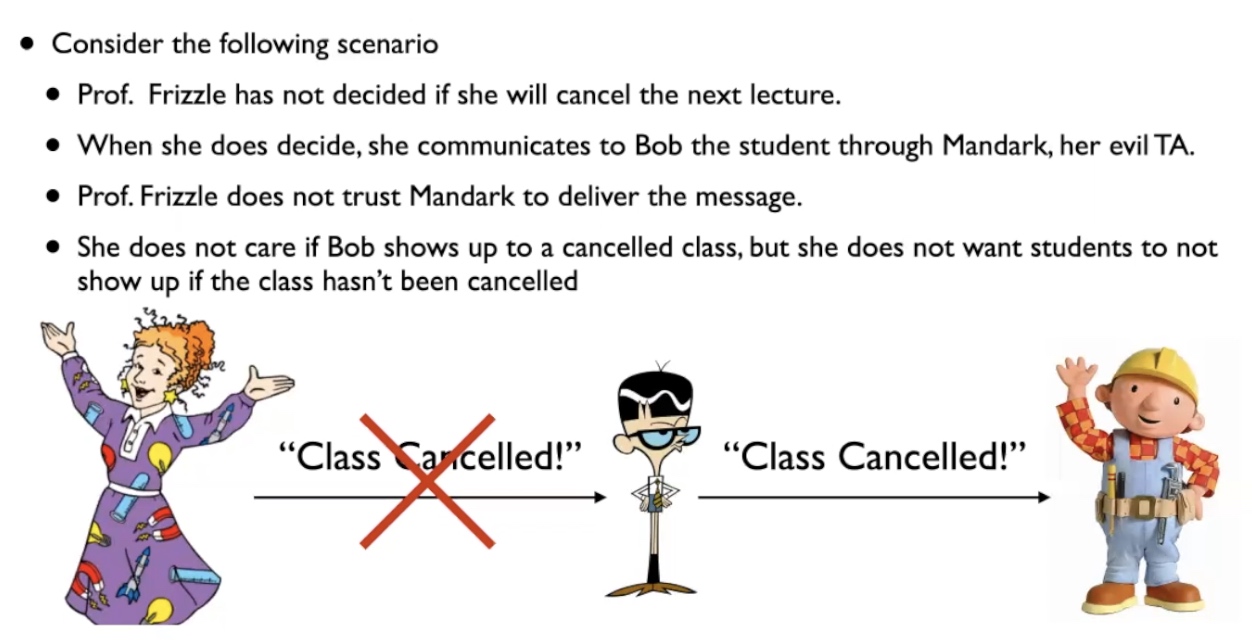 • Consider the following scenario
• Prof. Frizzle has not decided if she will cancel the next lecture.
• When she does decide, she communicates to Bob the student through Mandark, her evil TA.
• Prof. Frizzle does not trust Mandark to deliver the message.
• She does not care if Bob shows up to a cancelled class, but she does not want students to not
show up if the class hasn’t been cancelled
“Class Cancelled!”
“Class Cancelled!”